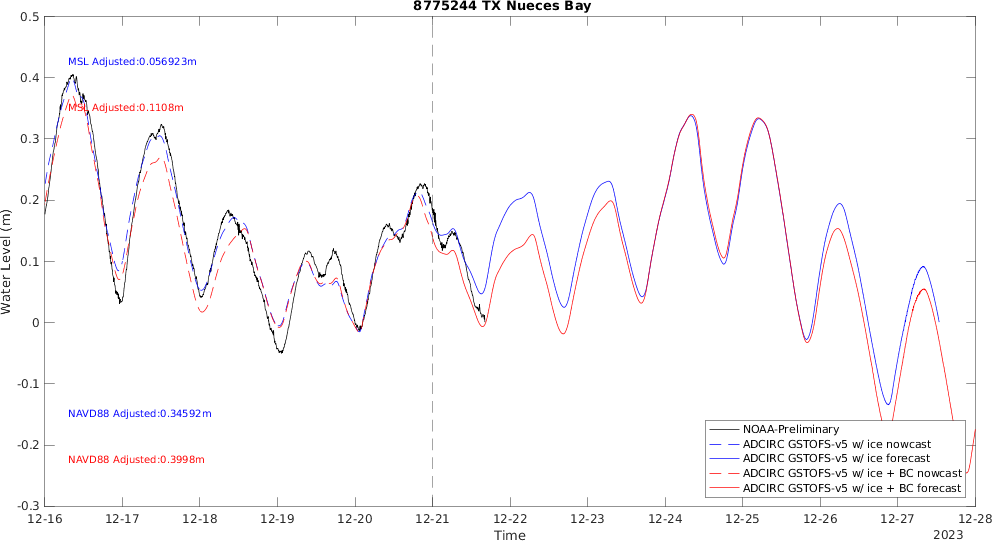 8775244 TX Nueces Bay
0.5
0.4
0.3
0.2
0.1
0
-0.1
-0.2
-0.3
Water Level (m)
MSL Adjusted:0.056923m
MSL Adjusted:0.1108m
NAVD88 Adjusted:0.34592m
NAVD88 Adjusted:0.3998m
NOAA-Preliminary
ADCIRC GSTOFS-v5 w/ ice nowcast
ADCIRC GSTOFS-v5 w/ ice forecast
ADCIRC GSTOFS-v5 w/ ice + BC nowcast
ADCIRC GSTOFS-v5 w/ ice + BC forecast
12-16 12-17 12-18 12-19 12-20 12-21 12-22 12-23 12-24 12-25 12-26 12-27 12-28
Time
2023